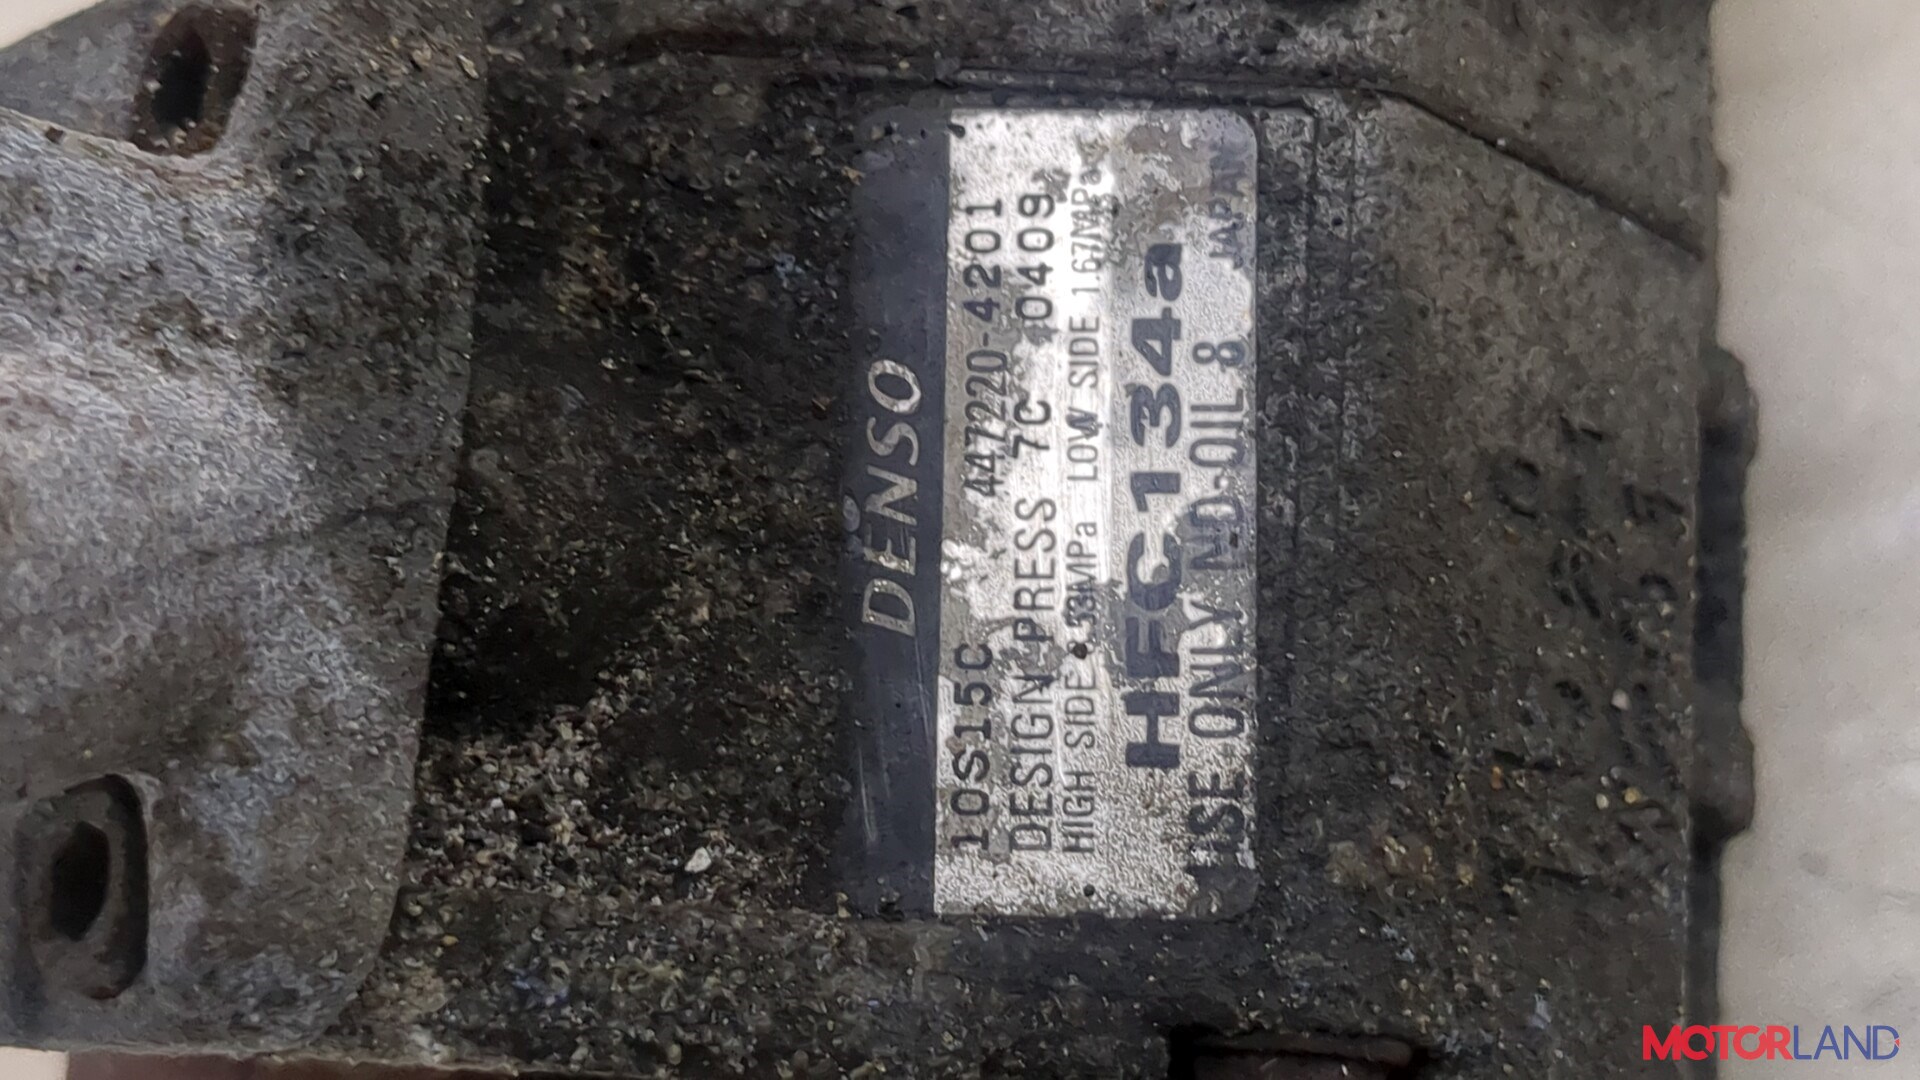 DENSO
10S15C 447220-4201
DESIGN PRESS 7C 0409
HIGH SIDE 3.53MPa LOW SIDE 1.67MPa
HFC134a
USE ONLY ND-OIL 8 JAPAN
MOTORLAND